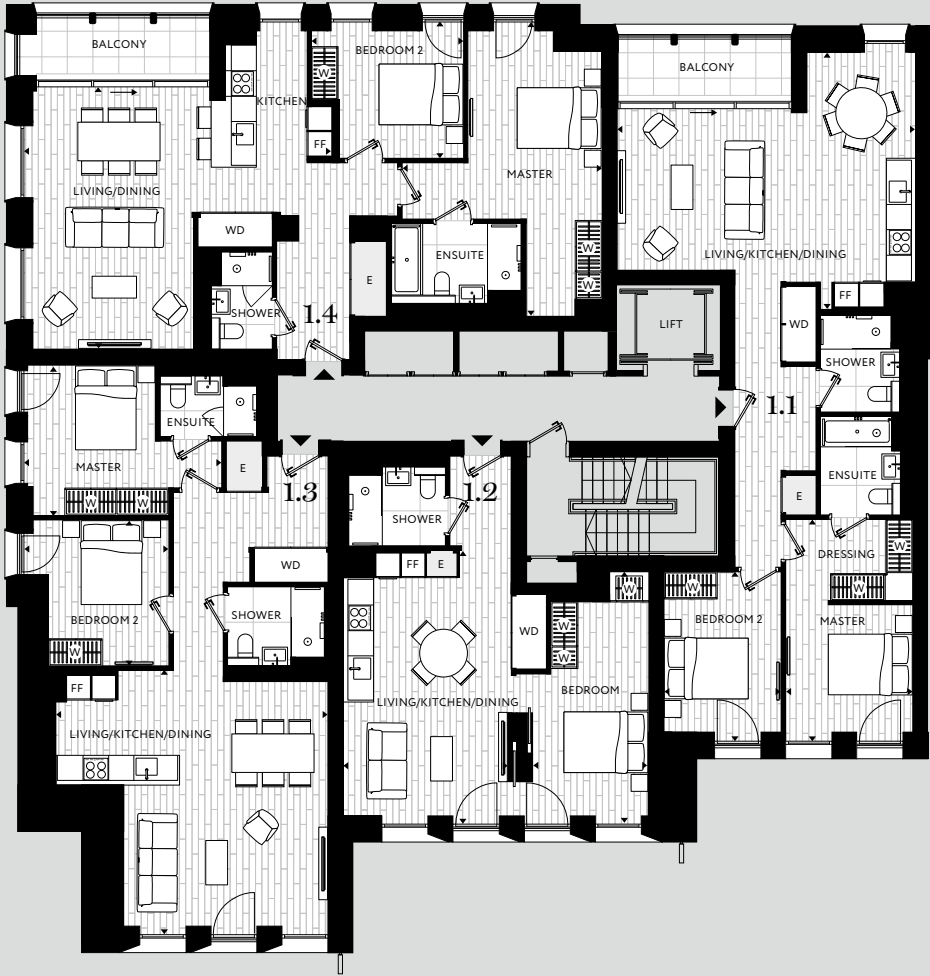 BALCONY
BEDROOM 2
W
KITCHEN
FF
BALCONY
MASTER
LIVING/DINING
WD
ENSUITE
W
W
E
SHOWER
1.4
LIVING/KITCHEN/DINING
FF
LIFT
WD
SHOWER
1.1
ENSUITE
E
DRESSING
W
W
MASTER
W
BEDROOM 2
ENSUITE
MASTER
E
W
W
1.3
WD
BEDROOM 2
W
SHOWER
FF
LIVING/KITCHEN/DINING
1.2
SHOWER
FF
E
WD
W
W
W
BEDROOM
LIVING/KITCHEN/DINING